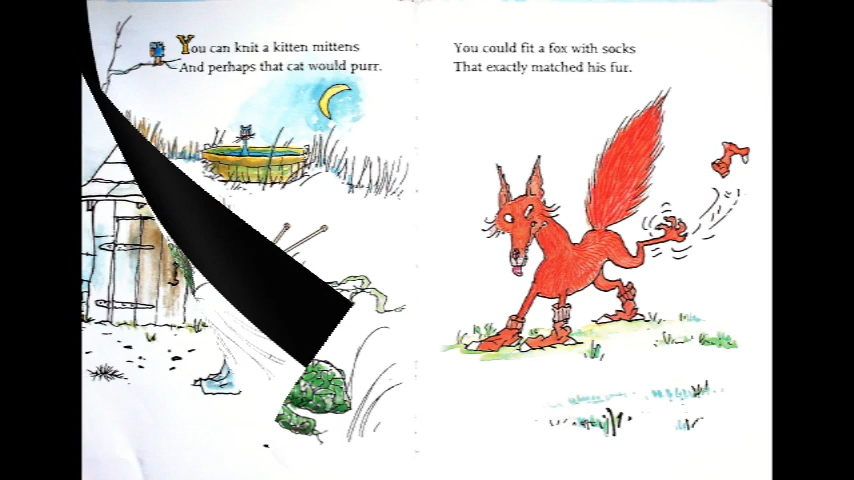 You can knit a kitten mittens
And perhaps that cat would purr.
You could fit a fox with socks
That exactly matched his fur.